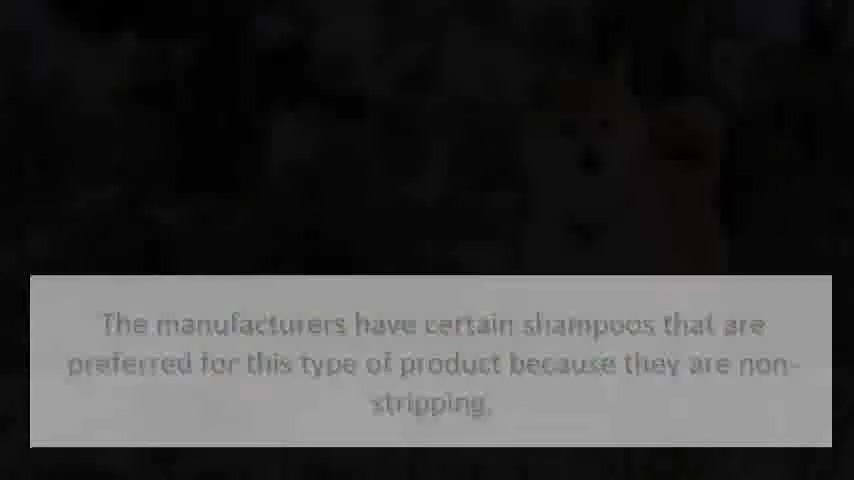 The manufacturers have certain shampoos that are
preferred for this type of product because they are non-
stripping.